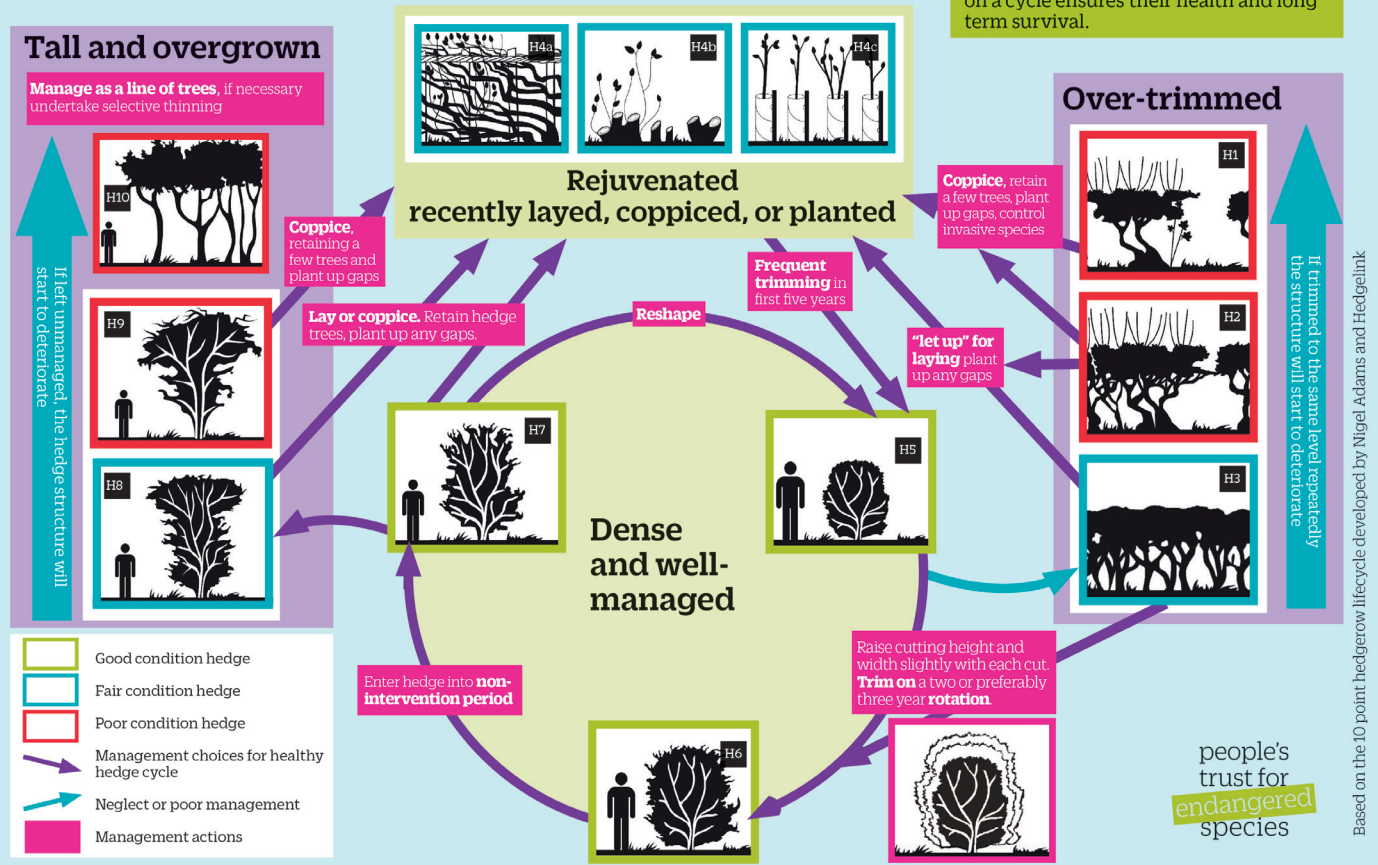 on a cycle ensures their health and long
term survival.
Tall and overgrown
Manage as a line of trees, if necessary
undertake selective thinning
H10
H9
H8
If left unmanaged, the hedge structure will
start to deteriorate
H4a
H4b
H4c
Rejuvenated
recently layed, coppiced, or planted
Over-trimmed
H1
H2
H3
If trimmed to the same level repeatedly
the structure will start to deteriorate
Coppice,
retaining a
few trees and
plant up gaps
Lay or coppice. Retain hedge
trees, plant up any gaps.
Reshape
Frequent
trimming in
first five years
Coppice, retain
a few trees, plant
up gaps, control
invasive species
"let up" for
laying plant
up any gaps
H7
H5
Dense
and well-
managed
Enter hedge into non-
intervention period
H6
Raise cutting height and
width slightly with each cut.
Trim on a two or preferably
three year rotation.
Good condition hedge
Fair condition hedge
Poor condition hedge
Management choices for healthy
hedge cycle
Neglect or poor management
Management actions
people's
trust for
endangered
species
Based on the 10 point hedgerow lifecycle developed by Nigel Adams and Hedgelink